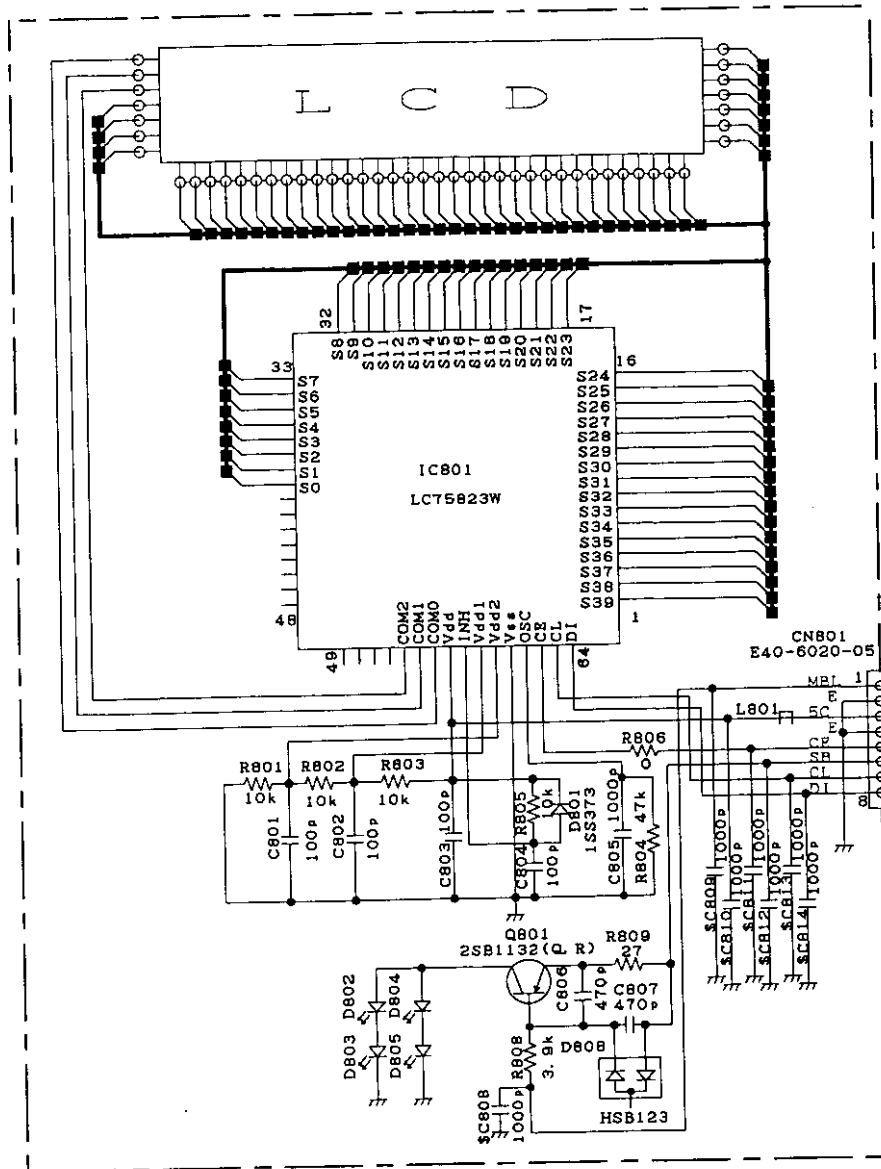 LCD
32
S8
S9
S10
S11
S12
S13
S14
S15
S16
S17
S18
S19
S20
S21
S22
S23
17
33
S7
S6
S5
S4
S3
S2
S1
S0
48
IC801
LC75823W
16
S24
S25
S26
S27
S28
S29
S30
S31
S32
S33
S34
S35
S36
S37
S38
S39
1
49
COM2
COM1
COM0
Vdd
INH
Vdd1
Vdd2
Vss
OSC
CE
CL
DI
64
CN801
E40-6020-05
MBL
1
E
L801
5C
E
CE
SB
CL
DI
8
R806
0
R801
10k
R802
10k
R803
10k
C801
100p
C802
100p
C803
100p
R805
10k
C804
100p
D801
1SS373
C805
1000p
R804
47k
$C809
1000p
$C810
1000p
$C811
1000p
$C812
1000p
$C813
1000p
$C814
1000p
Q801
2SB1132(Q,R)
R809
27
C806
470p
C807
470p
D802
D804
D803
D805
R808
3.9k
D808
HSB123
$C808
1000p